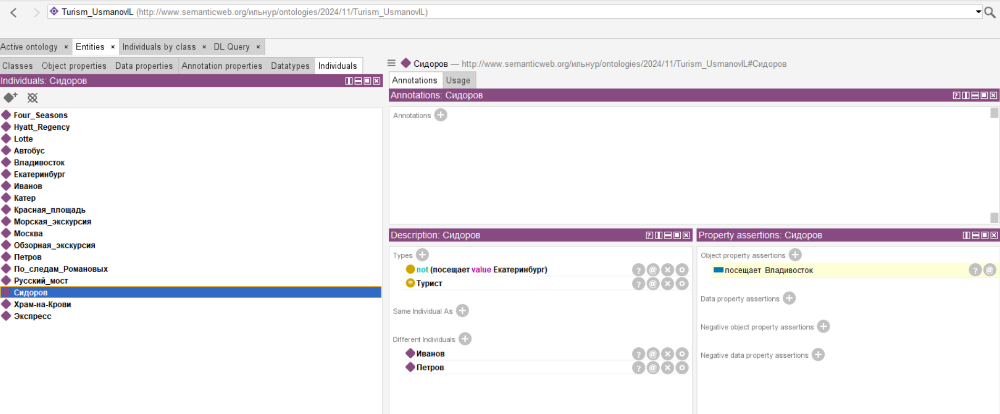 Turism_UsmanovIL (http://www.semanticweb.org/ильнур/ontologies/2024/11/Turism_UsmanovIL)
Active ontology × Entities × Individuals by class × DL Query ×
Classes Object properties Data properties Annotation properties Datatypes Individuals
Individuals: Сидоров
Four_Seasons
Hyatt_Regency
Lotte
Автобус
Владивосток
Екатеринбург
Иванов
Катер
Красная_площадь
Морская_экскурсия
Москва
Обзорная_экскурсия
Петров
По_следам_Романовых
Русский_мост
Сидоров
Храм-на-Крови
Экспресс
Сидоров — http://www.semanticweb.org/ильнур/ontologies/2024/11/Turism_UsmanovIL#Сидоров
Annotations Usage
Annotations: Сидоров
Annotations
Description: Сидоров
Types
not (посещает value Екатеринбург)
Турист
Same Individual As
Different Individuals
Иванов
Петров
Property assertions: Сидоров
Object property assertions
посещает Владивосток
Data property assertions
Negative object property assertions
Negative data property assertions